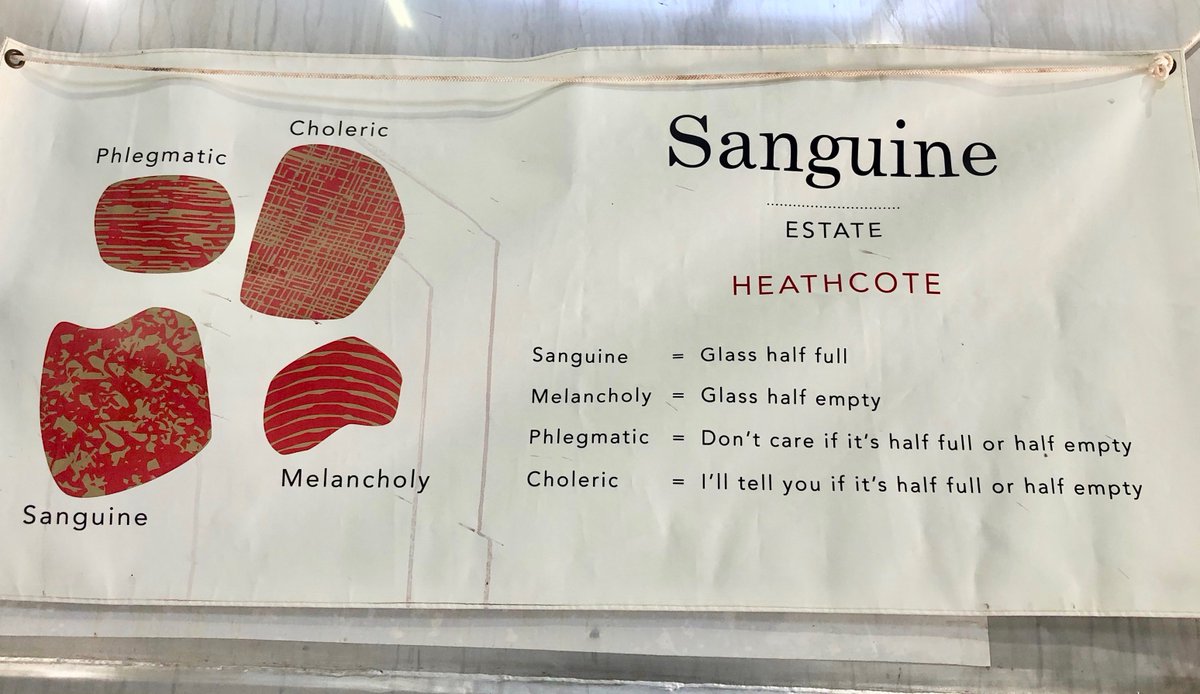 Choleric
Phlegmatic
Sanguine
Melancholy
Sanguine
ESTATE
HEATHCOTE
Sanguine = Glass half full
Melancholy = Glass half empty
Phlegmatic = Don't care if it's half full or half empty
Choleric = I'll tell you if it's half full or half empty